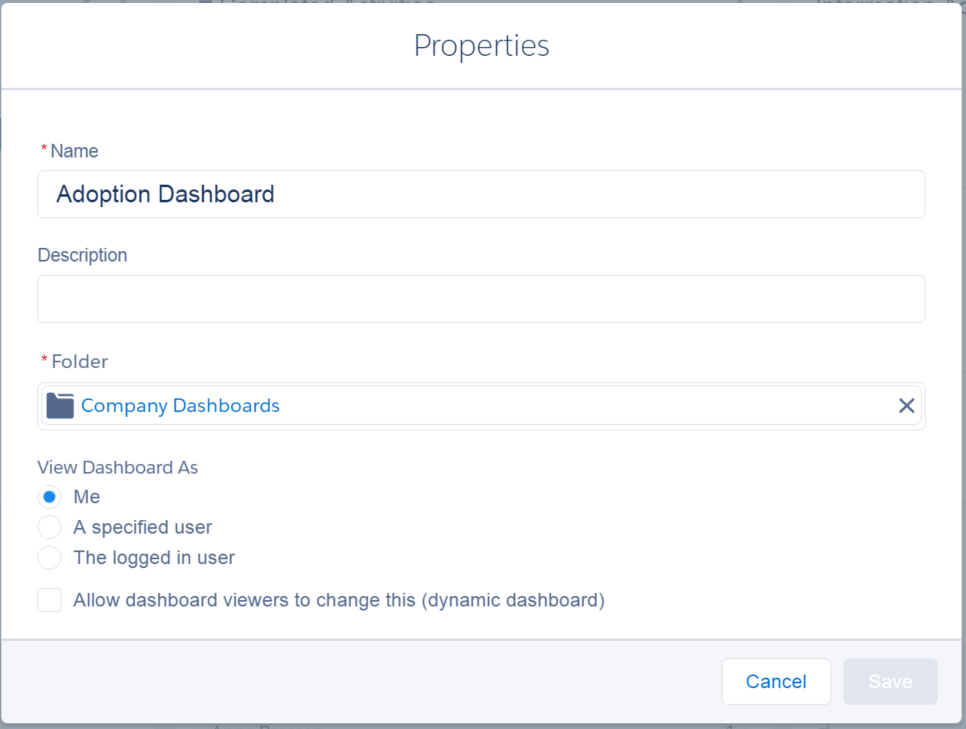 Properties
*Name
Adoption Dashboard
Description
*Folder
Company Dashboards
View Dashboard As
Me
A specified user
The logged in user
Allow dashboard viewers to change this (dynamic dashboard)
Cancel
Save